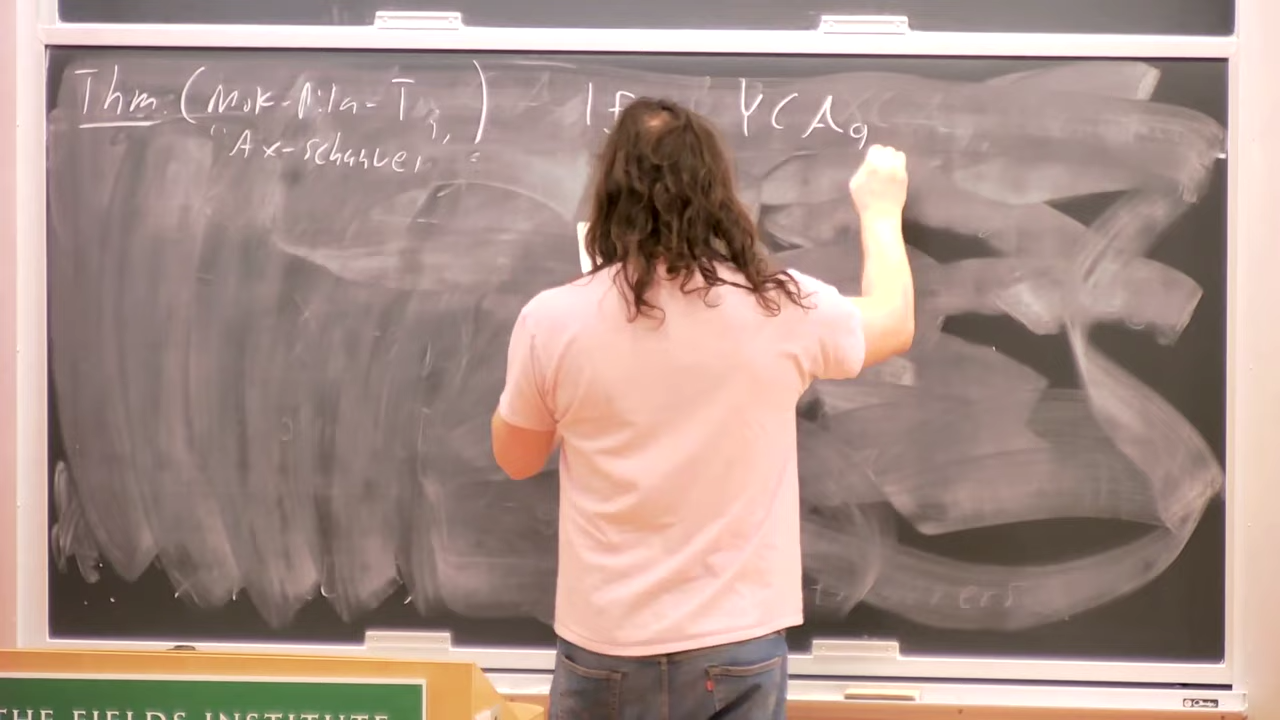 Thm. (Mok-Pila-T.) If Y ⊂ A_g
"Ax-Schanuel"
THE FIELDS INSTITUTE